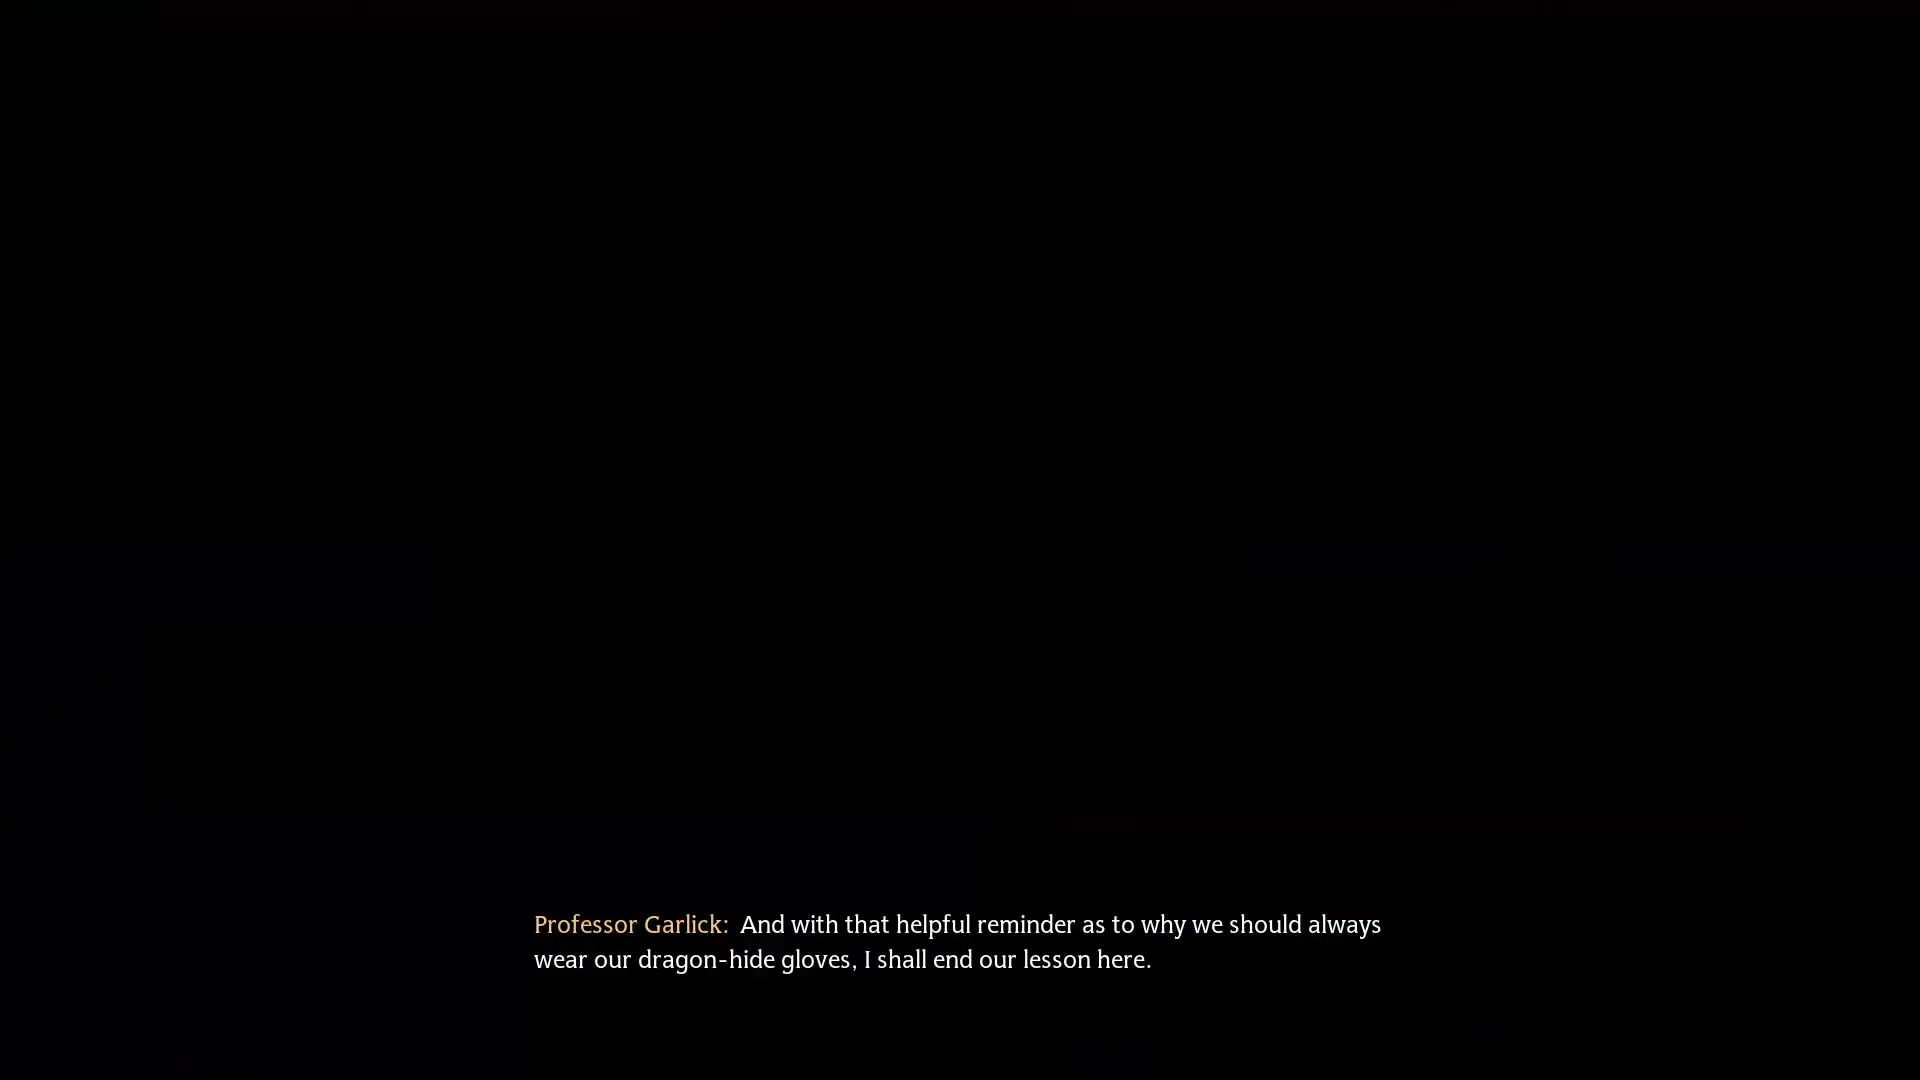 Professor Garlick: And with that helpful reminder as to why we should always
wear our dragon-hide gloves, I shall end our lesson here.